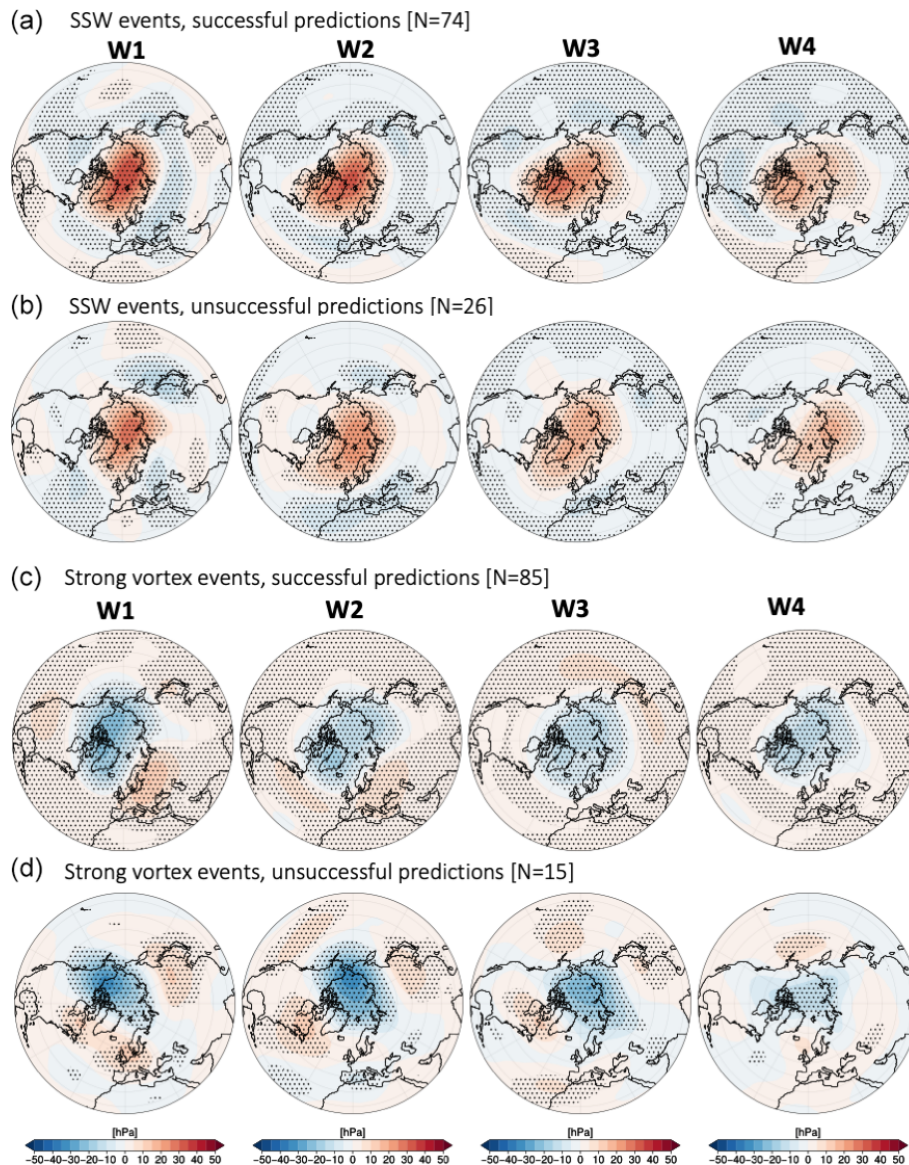 (a) SSW events, successful predictions [N=74]
W1 W2 W3 W4
(b) SSW events, unsuccessful predictions [N=26]
(c) Strong vortex events, successful predictions [N=85]
W1 W2 W3 W4
(d) Strong vortex events, unsuccessful predictions [N=15]
[hPa] [hPa] [hPa] [hPa]
−50−40−30−20−10 0 10 20 30 40 50 −50−40−30−20−10 0 10 20 30 40 50 −50−40−30−20−10 0 10 20 30 40 50 −50−40−30−20−10 0 10 20 30 40 50